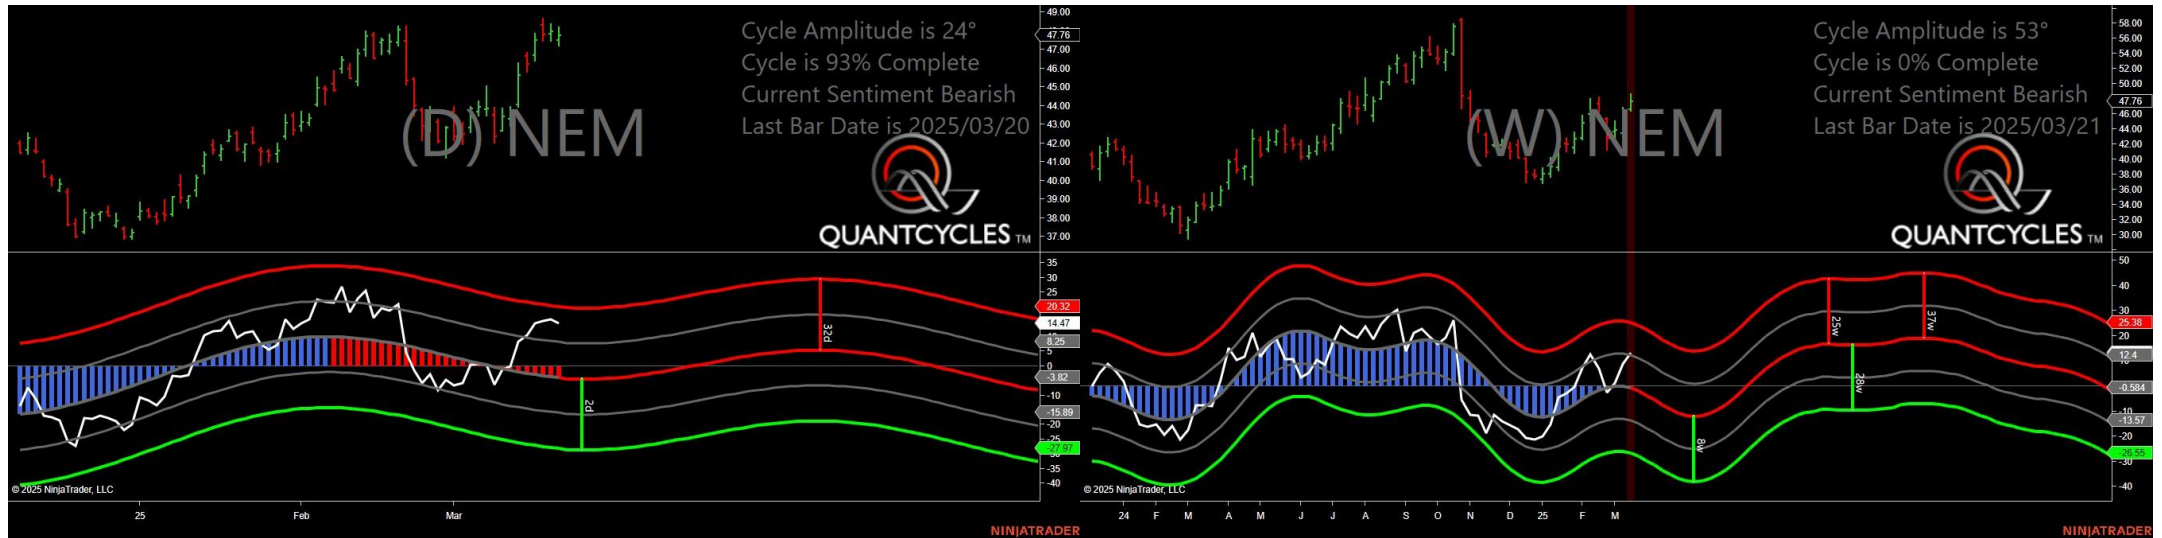 Cycle Amplitude is 24°
Cycle is 93% Complete
Current Sentiment Bearish
Last Bar Date is 2025/03/20
(D) NEM
QUANTCYCLES TM
49.00
47.76
47.00
46.00
45.00
44.00
43.00
42.00
41.00
40.00
39.00
38.00
37.00
35
30
25
20.32
14.47
8.25
5
0
-3.82
-10
-15.89
-20
-25
-27.97
-35
-40
32d
2d
© 2025 NinjaTrader, LLC
25 Feb Mar
NINJATRADER
Cycle Amplitude is 53°
Cycle is 0% Complete
Current Sentiment Bearish
Last Bar Date is 2025/03/21
(W) NEM
QUANTCYCLES TM
58.00
56.00
54.00
52.00
50.00
47.76
46.00
44.00
42.00
40.00
38.00
36.00
34.00
32.00
30.00
50
40
30
25.38
20
12.4
-0.584
-10
-13.57
-20
-26.55
-30
-40
25w
37w
28w
8w
© 2025 NinjaTrader, LLC
24 F M A M J J A S O N D 25 F M
NINJATRADER